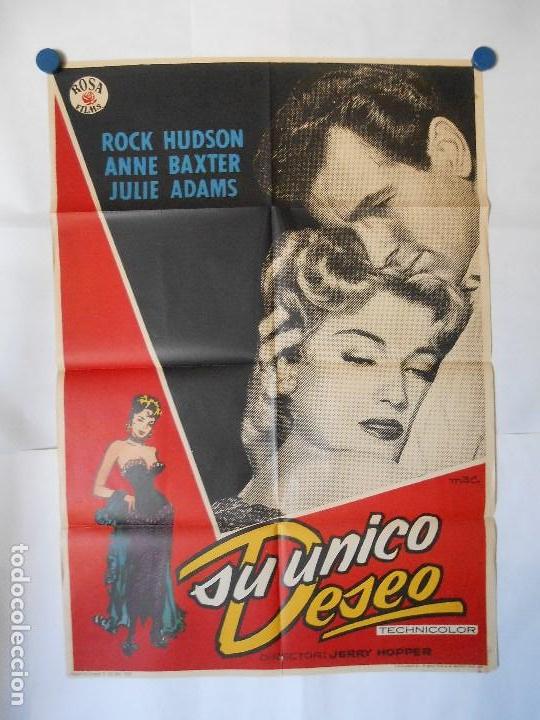 ROSA
FILMS
ROCK HUDSON
ANNE BAXTER
JULIE ADAMS
mac
su unico
Deseo
TECHNICOLOR
DIRECTOR: JERRY HOPPER
todocoleccion